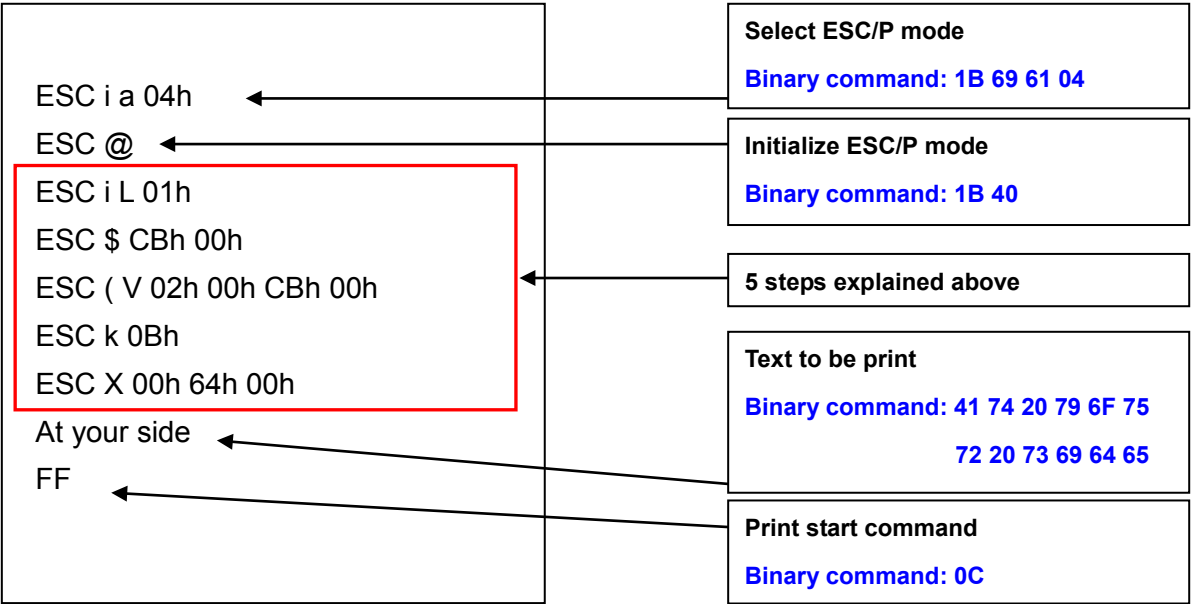 ESC i a 04h
ESC @
ESC i L 01h
ESC $ CBh 00h
ESC ( V 02h 00h CBh 00h
ESC k 0Bh
ESC X 00h 64h 00h
At your side
FF
Select ESC/P mode
Binary command: 1B 69 61 04
Initialize ESC/P mode
Binary command: 1B 40
5 steps explained above
Text to be print
Binary command: 41 74 20 79 6F 75
72 20 73 69 64 65
Print start command
Binary command: 0C